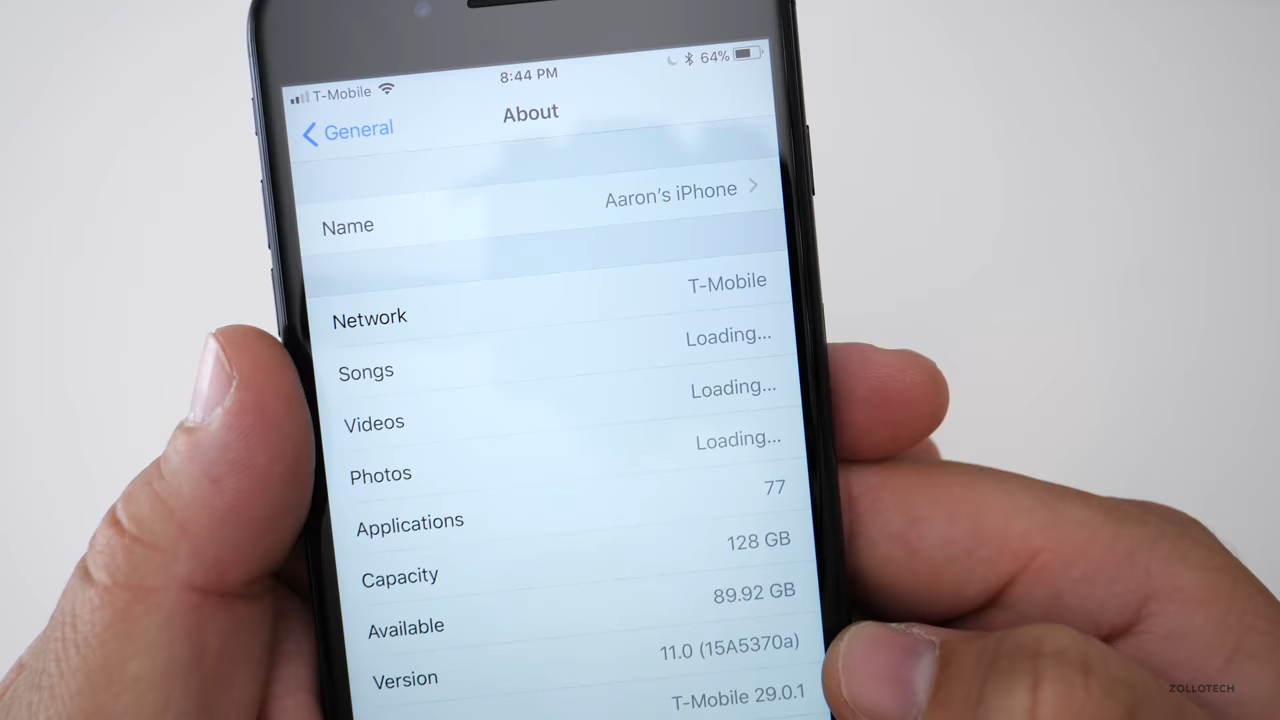 T-Mobile 8:44 PM 64%
General About
Name Aaron's iPhone
Network T-Mobile
Songs Loading...
Videos Loading...
Photos Loading...
Applications 77
Capacity 128 GB
Available 89.92 GB
Version 11.0 (15A5370a)
T-Mobile 29.0.1
ZOLLOTECH